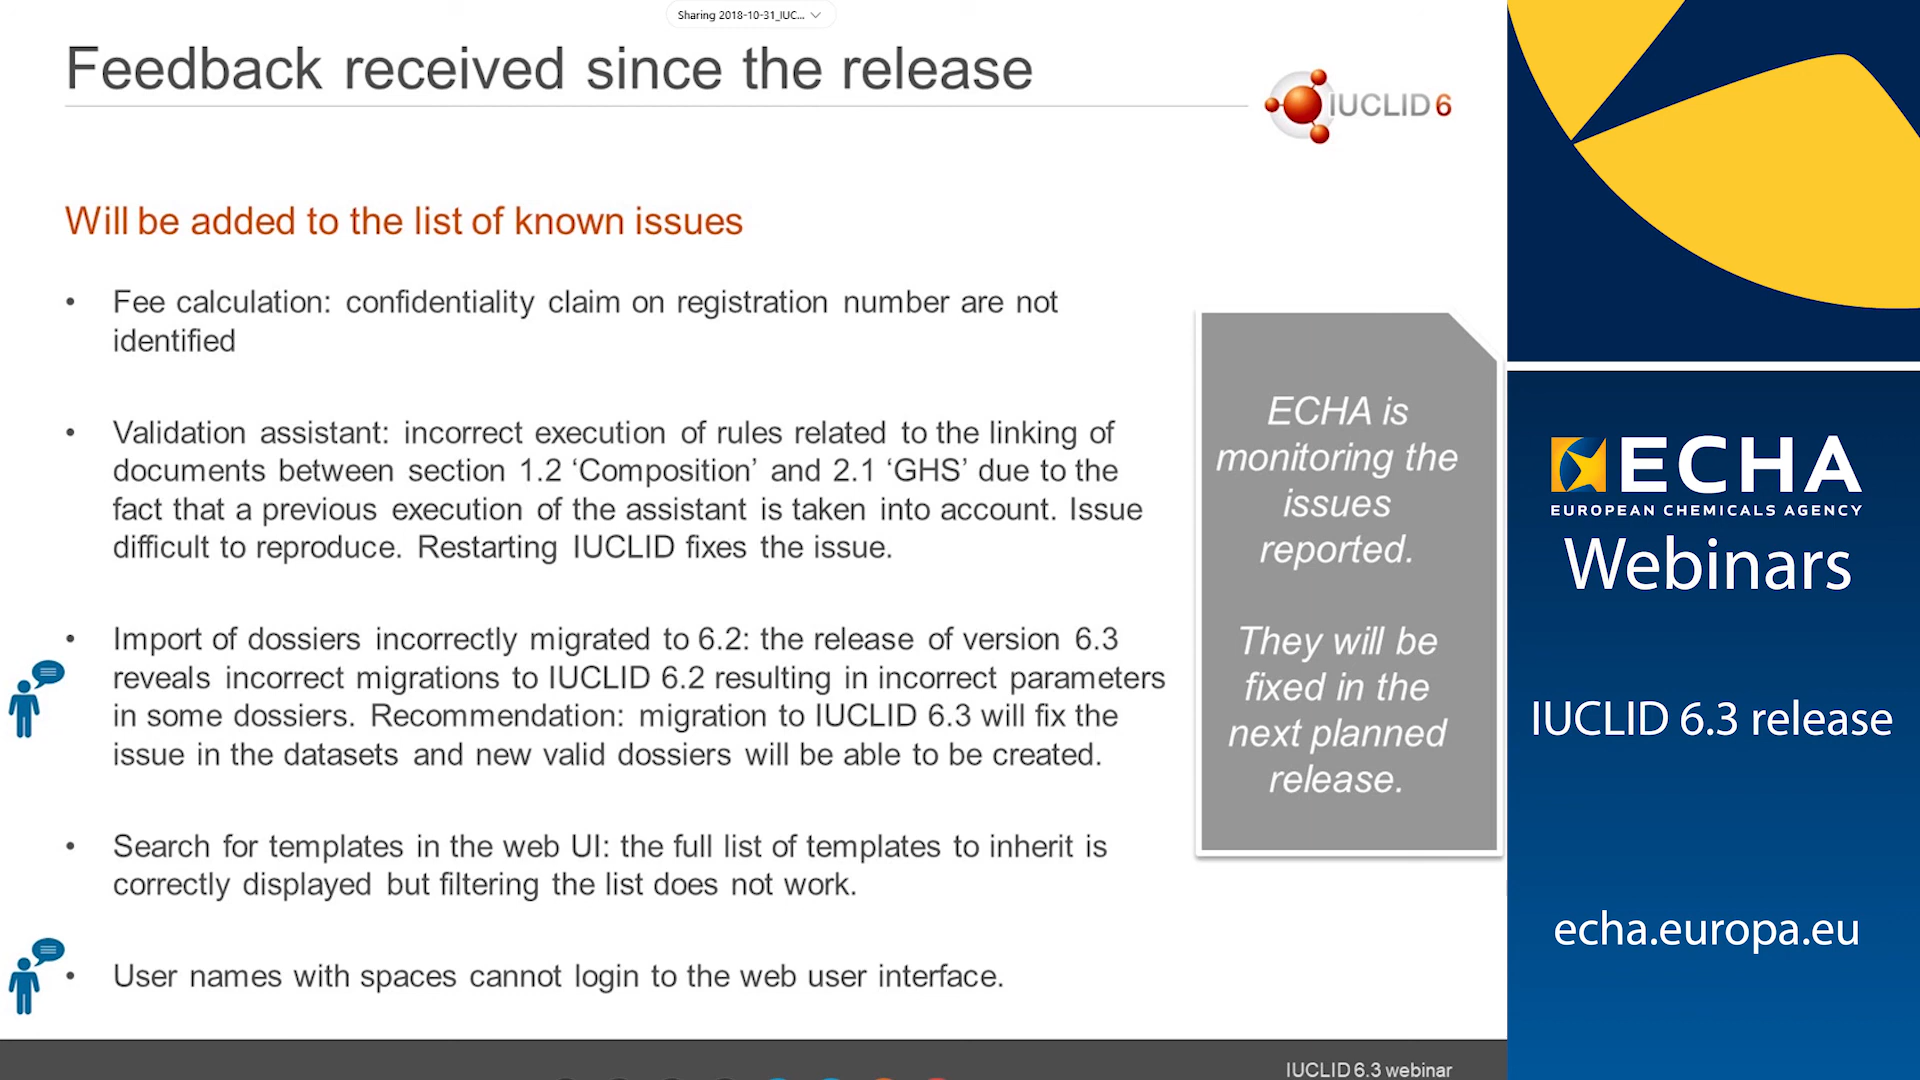 Sharing 2018-10-31_IUC...
Feedback received since the release
IUCLID 6
Will be added to the list of known issues
• Fee calculation: confidentiality claim on registration number are not
identified
• Validation assistant: incorrect execution of rules related to the linking of
documents between section 1.2 ‘Composition’ and 2.1 ‘GHS’ due to the
fact that a previous execution of the assistant is taken into account. Issue
difficult to reproduce. Restarting IUCLID fixes the issue.
• Import of dossiers incorrectly migrated to 6.2: the release of version 6.3
reveals incorrect migrations to IUCLID 6.2 resulting in incorrect parameters
in some dossiers. Recommendation: migration to IUCLID 6.3 will fix the
issue in the datasets and new valid dossiers will be able to be created.
• Search for templates in the web UI: the full list of templates to inherit is
correctly displayed but filtering the list does not work.
• User names with spaces cannot login to the web user interface.
ECHA is
monitoring the
issues
reported.
They will be
fixed in the
next planned
release.
IUCLID 6.3 webinar
ECHA
EUROPEAN CHEMICALS AGENCY
Webinars
IUCLID 6.3 release
echa.europa.eu